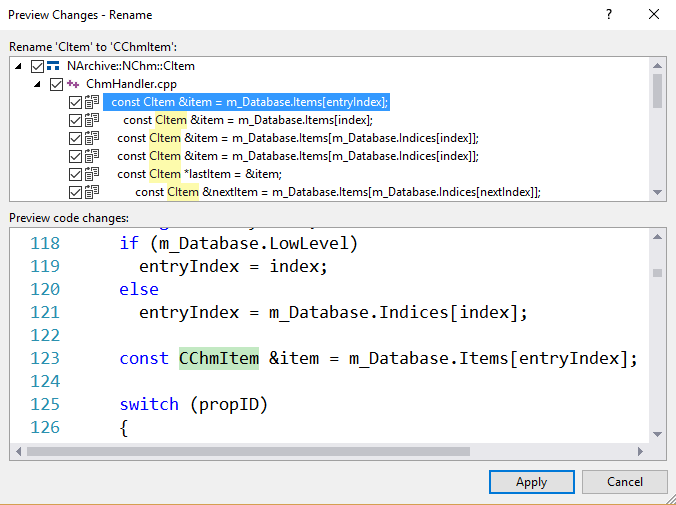 Preview Changes - Rename
Rename 'CItem' to 'CChmItem':
NArchive::NChm::CItem
ChmHandler.cpp
const CItem &item = m_Database.Items[entryIndex];
const CItem &item = m_Database.Items[index];
const CItem &item = m_Database.Items[m_Database.Indices[index]];
const CItem &item = m_Database.Items[m_Database.Indices[index]];
const CItem *lastItem = &item;
const CItem &nextItem = m_Database.Items[m_Database.Indices[nextIndex]];
Preview code changes:
118 if (m_Database.LowLevel)
119 entryIndex = index;
120 else
121 entryIndex = m_Database.Indices[index];
122
123 const CChmItem &item = m_Database.Items[entryIndex];
124
125 switch (propID)
126 {
Apply Cancel